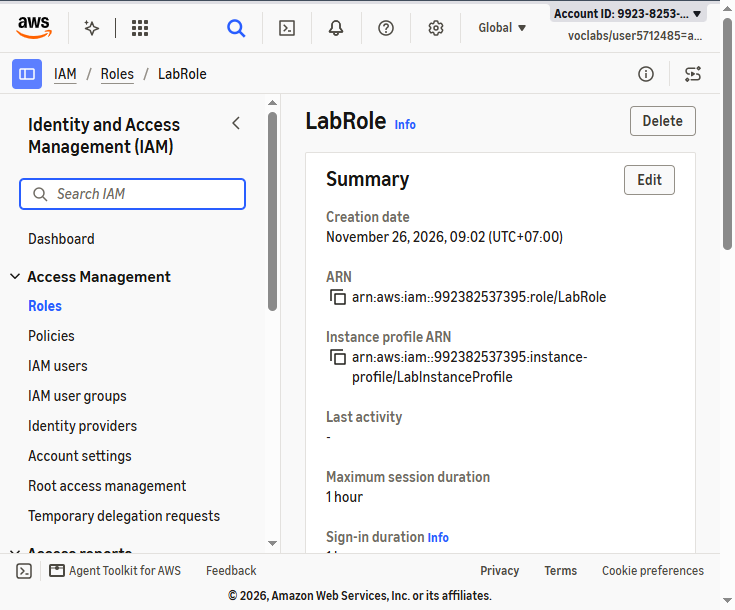 aws
Global
Account ID: 9923-8253-...
voclabs/user5712485=a...
IAM / Roles / LabRole
Identity and Access
Management (IAM)
Search IAM
Dashboard
Access Management
Roles
Policies
IAM users
IAM user groups
Identity providers
Account settings
Root access management
Temporary delegation requests
Access reports
LabRole Info
Delete
Summary
Edit
Creation date
November 26, 2026, 09:02 (UTC+07:00)
ARN
arn:aws:iam::992382537395:role/LabRole
Instance profile ARN
arn:aws:iam::992382537395:instance-
profile/LabInstanceProfile
Last activity
-
Maximum session duration
1 hour
Sign-in duration Info
Agent Toolkit for AWS
Feedback
Privacy
Terms
Cookie preferences
© 2026, Amazon Web Services, Inc. or its affiliates.